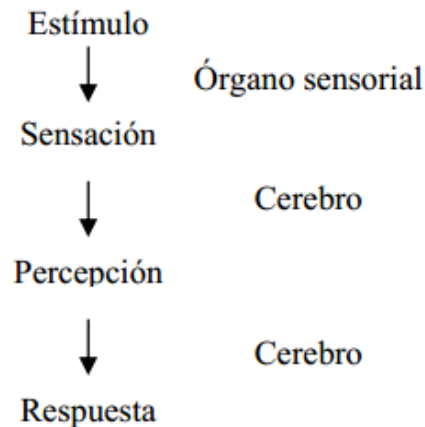 Estímulo
Órgano sensorial
Sensación
Cerebro
Percepción
Cerebro
Respuesta